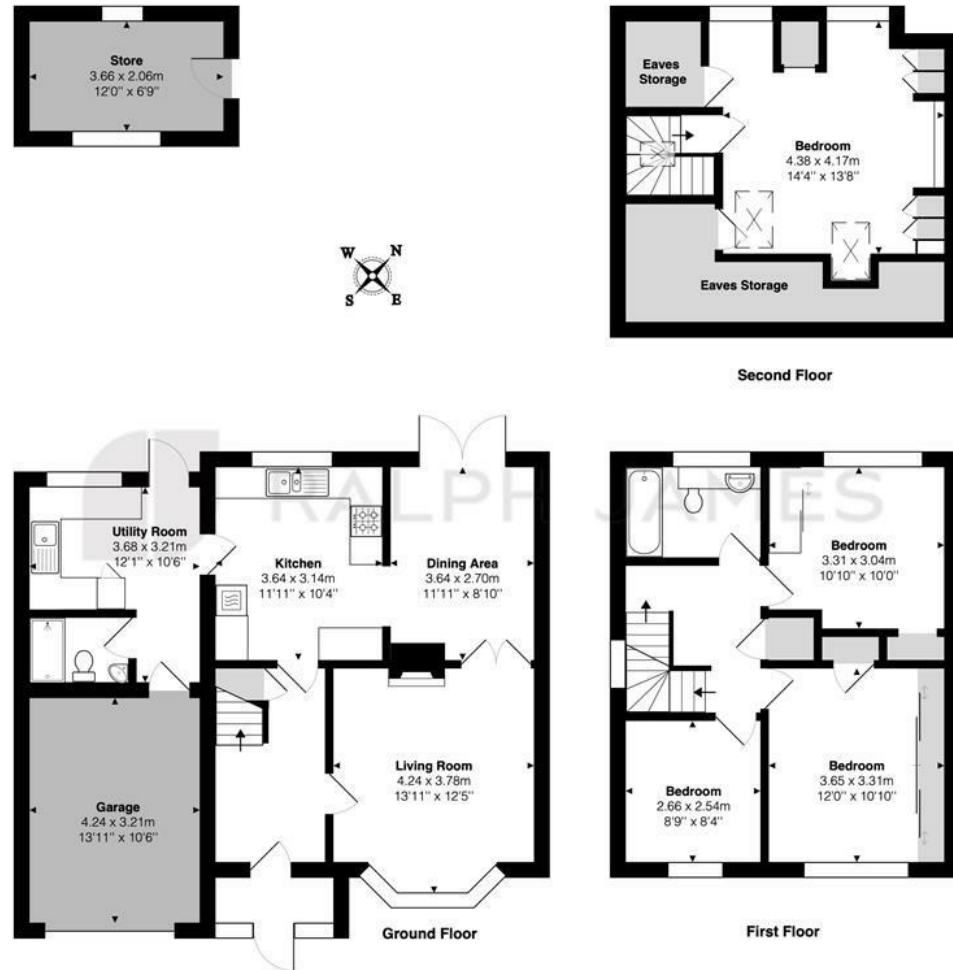 Store
3.66 x 2.06m
12'0" x 6'9"
Eaves
Storage
Bedroom
4.38 x 4.17m
14'4" x 13'8"
Eaves Storage
Second Floor
W N
S E
RALPH JAMES
Utility Room
3.68 x 3.21m
12'1" x 10'6"
Kitchen
3.64 x 3.14m
11'11" x 10'4"
Dining Area
3.64 x 2.70m
11'11" x 8'10"
Living Room
4.24 x 3.78m
13'11" x 12'5"
Garage
4.24 x 3.21m
13'11" x 10'6"
Ground Floor
Bedroom
3.31 x 3.04m
10'10" x 10'0"
Bedroom
3.65 x 3.31m
12'0" x 10'10"
Bedroom
2.66 x 2.54m
8'9" x 8'4"
First Floor